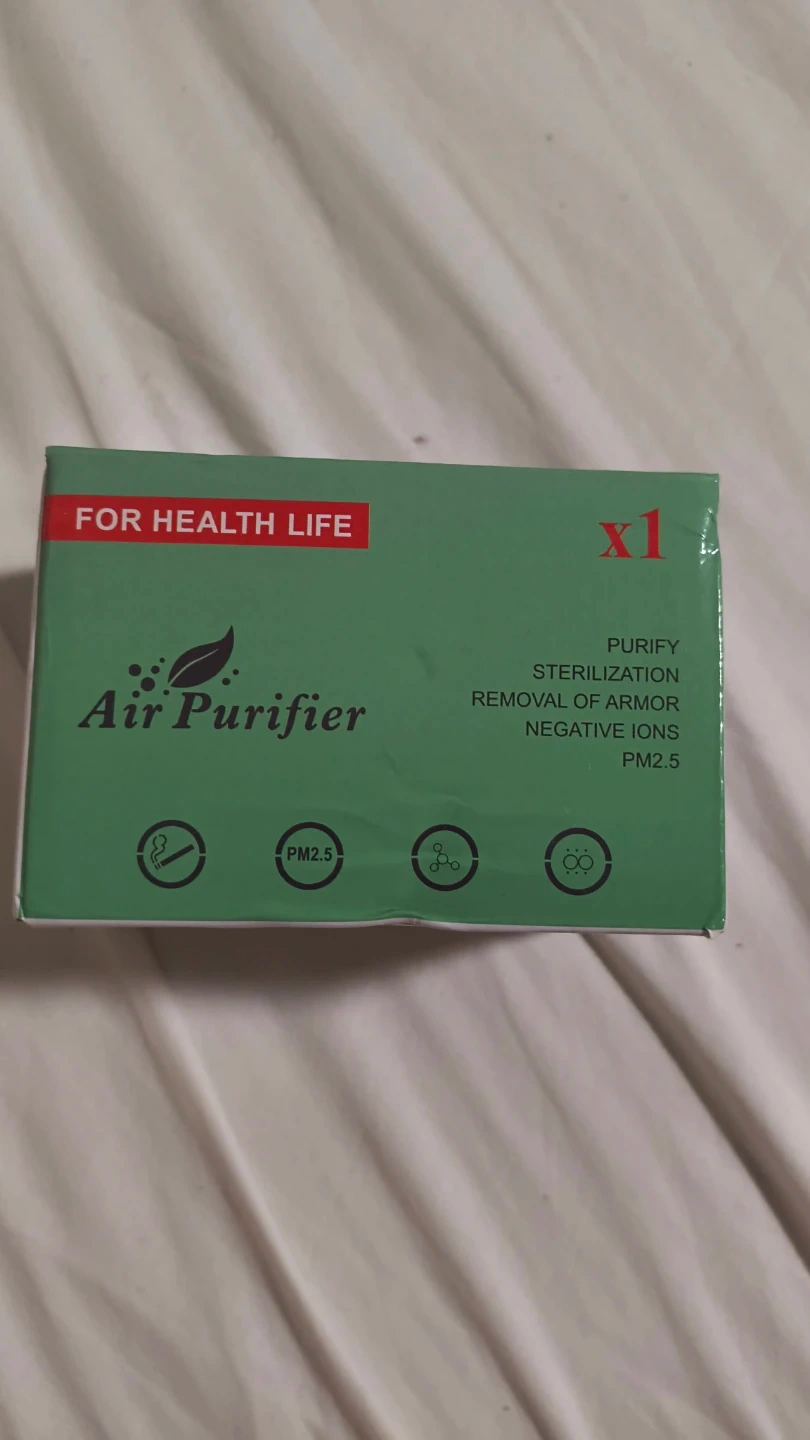 FOR HEALTH LIFE
x1
Air Purifier
PURIFY
STERILIZATION
REMOVAL OF ARMOR
NEGATIVE IONS
PM2.5
PM2.5